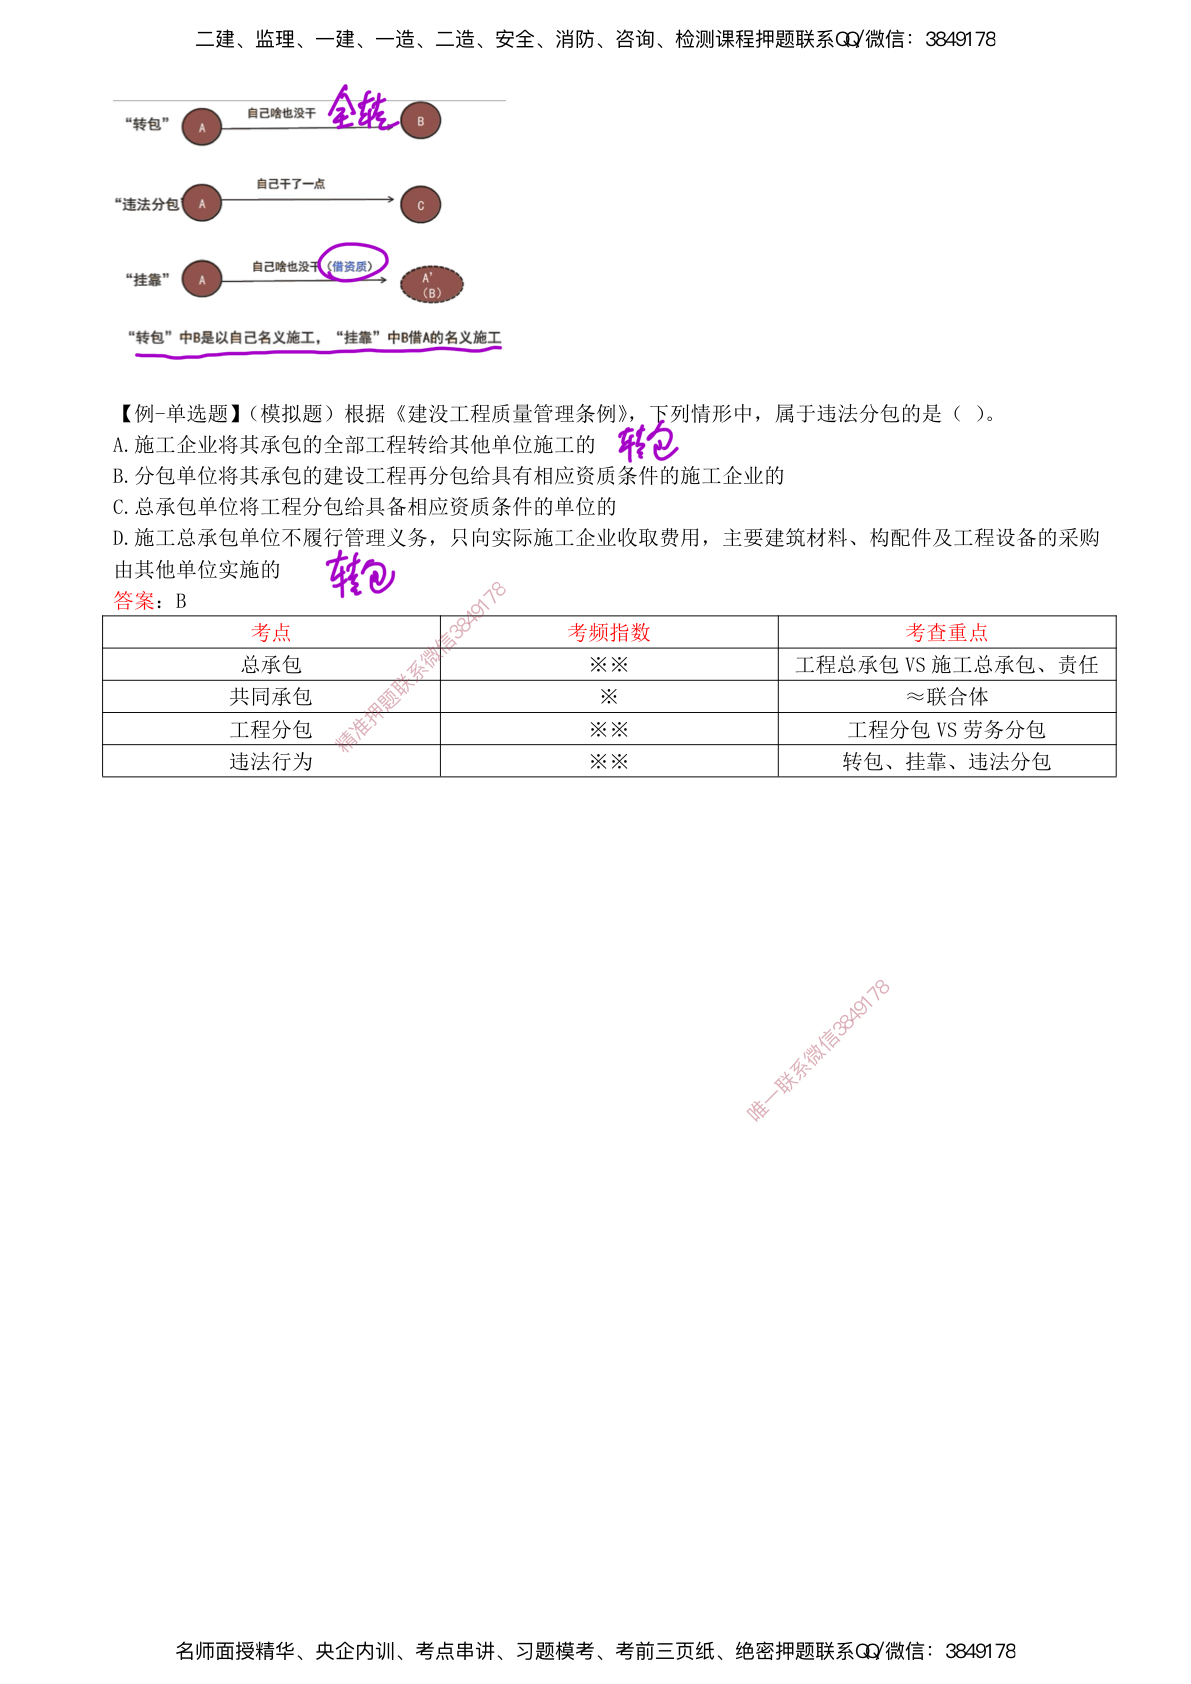 二建、监理、一建、一造、二造、安全、消防、咨询、检测课程押题联系QQ/微信：3849178
“转包” A 自己啥也没干 全转 B
“违法分包” A 自己干了一点 C
“挂靠” A 自己啥也没干（借资质） A'
（B）
“转包”中B是以自己名义施工，“挂靠”中B借A的名义施工
【例-单选题】（模拟题）根据《建设工程质量管理条例》，下列情形中，属于违法分包的是（ ）。
A.施工企业将其承包的全部工程转给其他单位施工的 转包
B.分包单位将其承包的建设工程再分包给具有相应资质条件的施工企业的
C.总承包单位将工程分包给具备相应资质条件的单位的
D.施工总承包单位不履行管理义务，只向实际施工企业收取费用，主要建筑材料、构配件及工程设备的采购
由其他单位实施的 转包
答案：B
考点 考频指数 考查重点
总承包 ※※ 工程总承包 VS 施工总承包、责任
共同承包 ※ ≈联合体
工程分包 ※※ 工程分包 VS 劳务分包
违法行为 ※※ 转包、挂靠、违法分包
精准押题联系微信3849178
唯一联系微信3849178
名师面授精华、央企内训、考点串讲、习题模考、考前三页纸、绝密押题联系QQ/微信：3849178